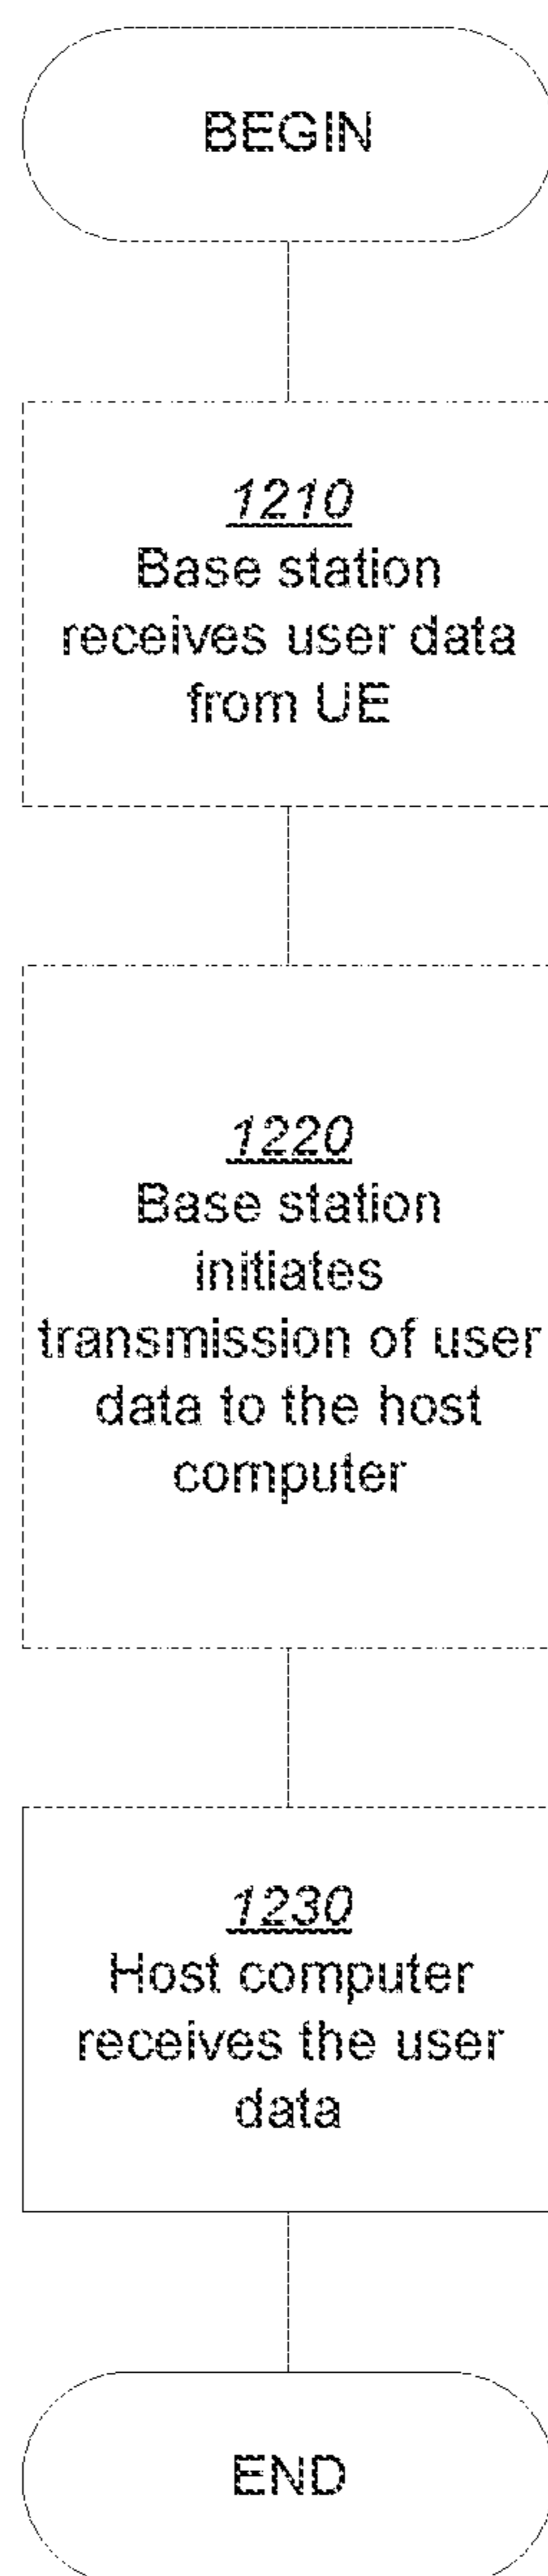 BEGIN
1210
Base station
receives user data
from UE
1220
Base station
initiates
transmission of user
data to the host
computer
1230
Host computer
receives the user
data
END